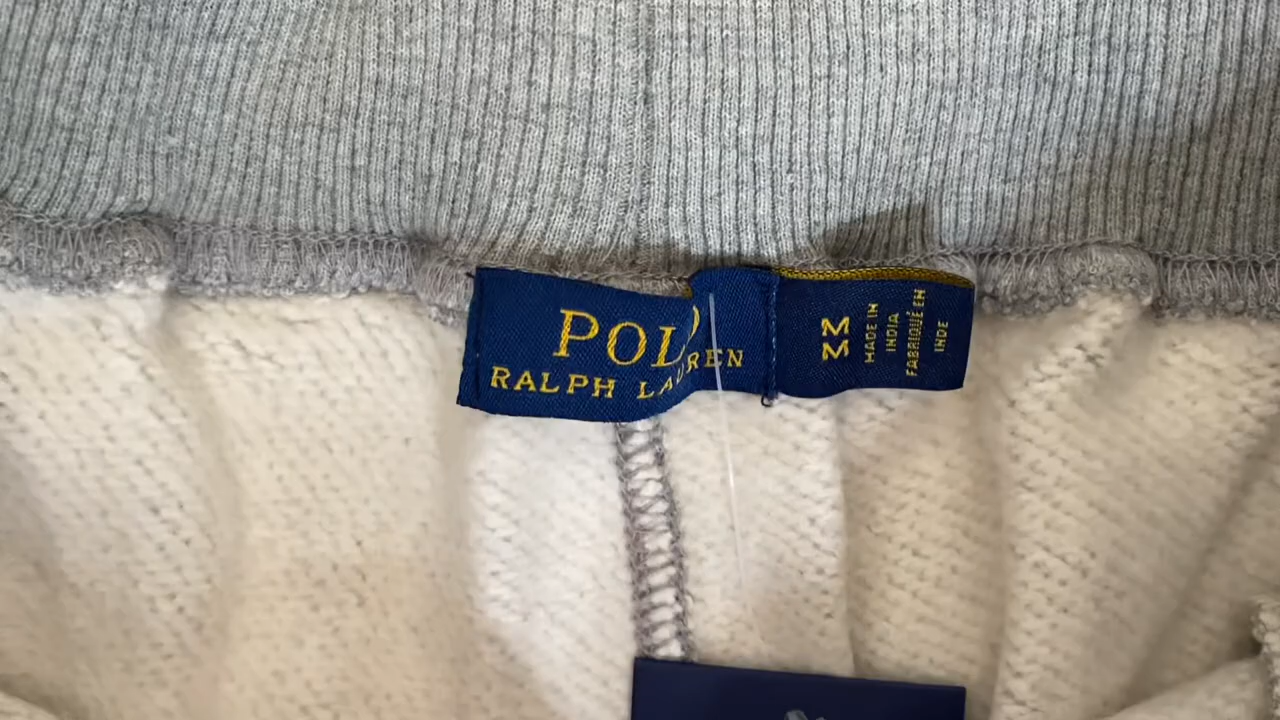 POLO
RALPH LAUREN
M M
MADE IN
INDIA
FABRIQUÉ EN
INDE